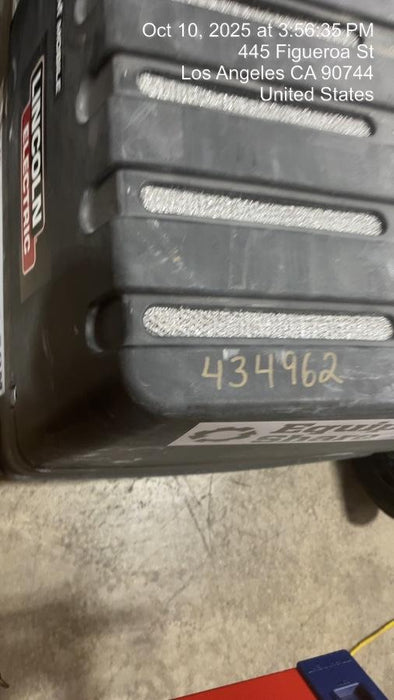 Oct 10, 2025 at 3:56:35 PM
445 Figueroa St
Los Angeles CA 90744
United States
LINCOLN
ELECTRIC
434962